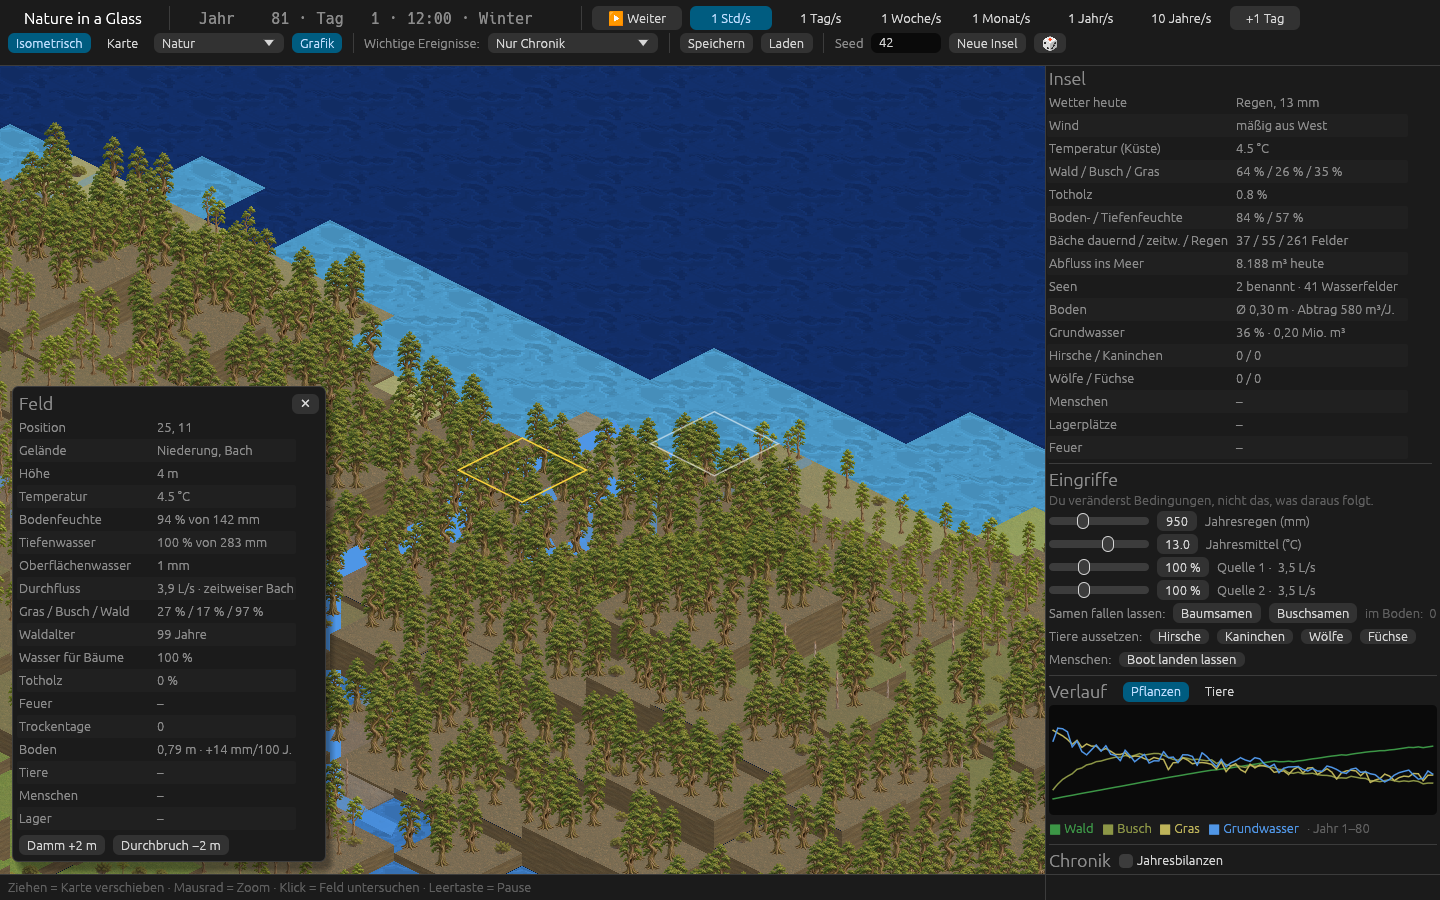 Nature in a Glass Jahr 81 · Tag 1 · 12:00 · Winter ▶ Weiter 1 Std/s 1 Tag/s 1 Woche/s 1 Monat/s 1 Jahr/s 10 Jahre/s +1 Tag
Isometrisch Karte Natur Grafik Wichtige Ereignisse: Nur Chronik Speichern Laden Seed 42 Neue Insel
Insel
Wetter heute Regen, 13 mm
Wind mäßig aus West
Temperatur (Küste) 4.5 °C
Wald / Busch / Gras 64 % / 26 % / 35 %
Totholz 0.8 %
Boden- / Tiefenfeuchte 84 % / 57 %
Bäche dauernd / zeitw. / Regen 37 / 55 / 261 Felder
Abfluss ins Meer 8.188 m³ heute
Seen 2 benannt · 41 Wasserfelder
Boden Ø 0,30 m · Abtrag 580 m³/J.
Grundwasser 36 % · 0,20 Mio. m³
Hirsche / Kaninchen 0 / 0
Wölfe / Füchse 0 / 0
Menschen –
Lagerplätze –
Feuer –
Eingriffe
Du veränderst Bedingungen, nicht das, was daraus folgt.
950 Jahresregen (mm)
13.0 Jahresmittel (°C)
100 % Quelle 1 · 3,5 L/s
100 % Quelle 2 · 3,5 L/s
Samen fallen lassen: Baumsamen Buschsamen im Boden: 0
Tiere aussetzen: Hirsche Kaninchen Wölfe Füchse
Menschen: Boot landen lassen
Verlauf Pflanzen Tiere
Wald Busch Gras Grundwasser · Jahr 1–80
Chronik Jahresbilanzen
Feld ✕
Position 25, 11
Gelände Niederung, Bach
Höhe 4 m
Temperatur 4.5 °C
Bodenfeuchte 94 % von 142 mm
Tiefenwasser 100 % von 283 mm
Oberflächenwasser 1 mm
Durchfluss 3,9 L/s · zeitweiser Bach
Gras / Busch / Wald 27 % / 17 % / 97 %
Waldalter 99 Jahre
Wasser für Bäume 100 %
Totholz 0 %
Feuer –
Trockentage 0
Boden 0,79 m · +14 mm/100 J.
Tiere –
Menschen –
Lager –
Damm +2 m Durchbruch −2 m
Ziehen = Karte verschieben · Mausrad = Zoom · Klick = Feld untersuchen · Leertaste = Pause